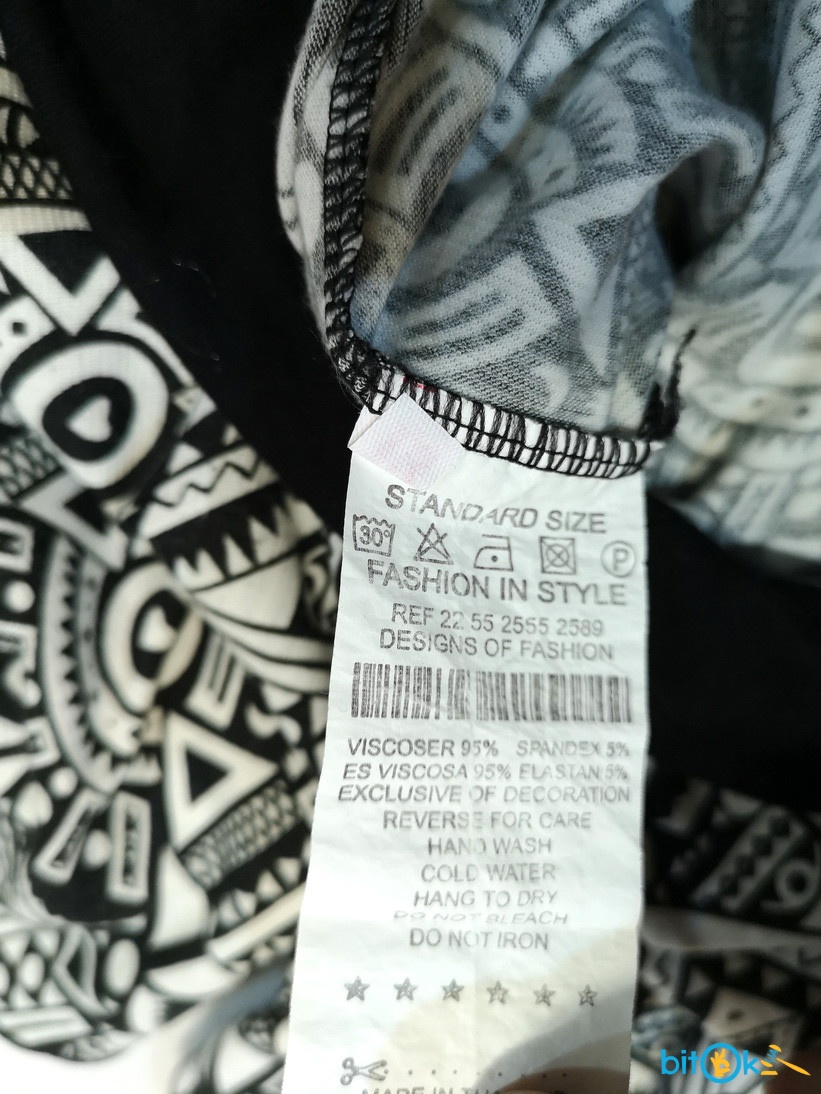 STANDARD SIZE
30°
P
FASHION IN STYLE
REF 22 55 2555 2589
DESIGNS OF FASHION
VISCOSER 95% SPANDEX 5%
ES VISCOSA 95% ELASTAN 5%
EXCLUSIVE OF DECORATION
REVERSE FOR CARE
HAND WASH
COLD WATER
HANG TO DRY
DO NOT BLEACH
DO NOT IRON
MADE IN
bitOk